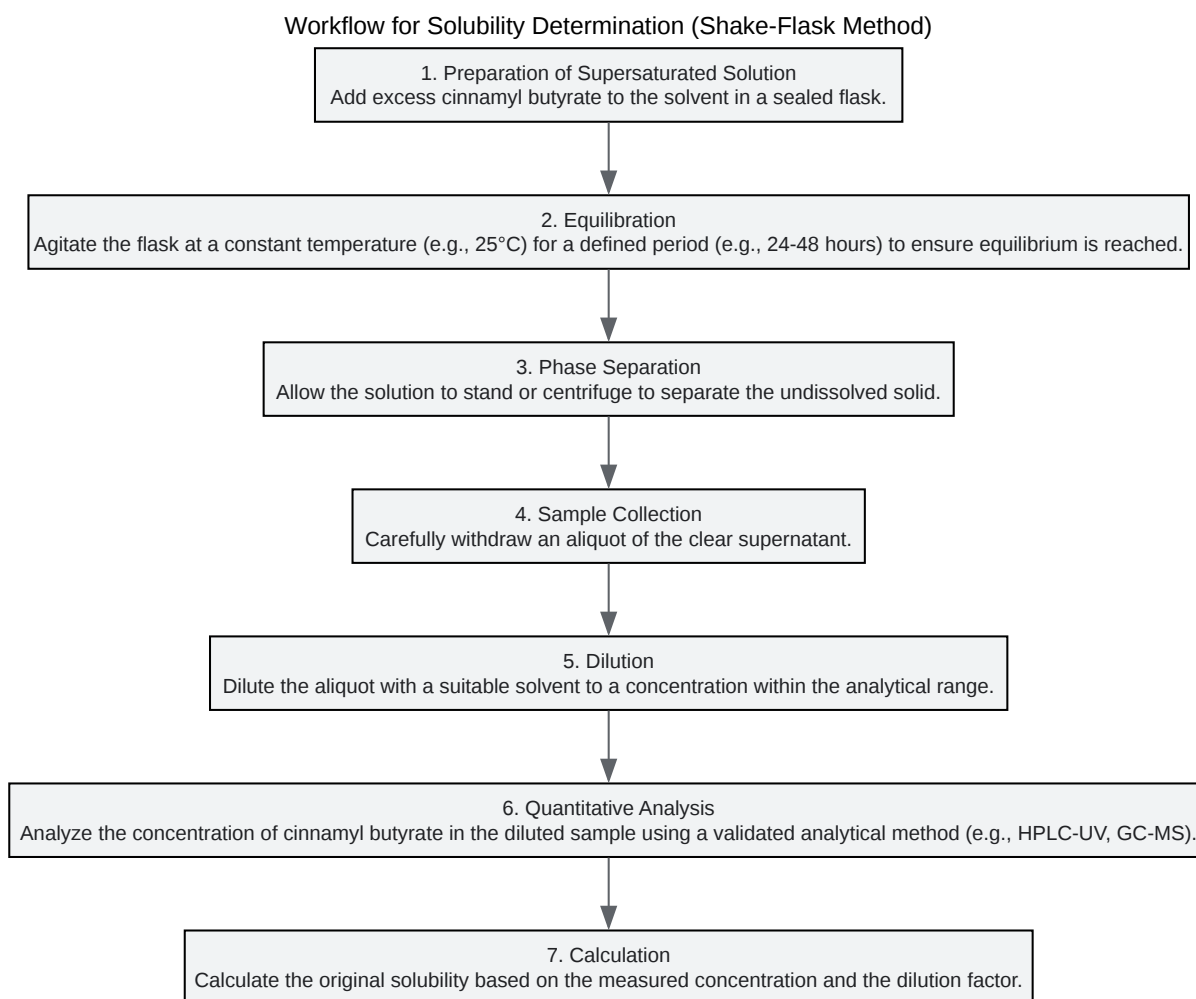 Workflow for Solubility Determination (Shake-Flask Method)
1. Preparation of Supersaturated Solution
Add excess cinnamyl butyrate to the solvent in a sealed flask.
2. Equilibration
Agitate the flask at a constant temperature (e.g., 25°C) for a defined period (e.g., 24-48 hours) to ensure equilibrium is reached.
3. Phase Separation
Allow the solution to stand or centrifuge to separate the undissolved solid.
4. Sample Collection
Carefully withdraw an aliquot of the clear supernatant.
5. Dilution
Dilute the aliquot with a suitable solvent to a concentration within the analytical range.
6. Quantitative Analysis
Analyze the concentration of cinnamyl butyrate in the diluted sample using a validated analytical method (e.g., HPLC-UV, GC-MS).
7. Calculation
Calculate the original solubility based on the measured concentration and the dilution factor.